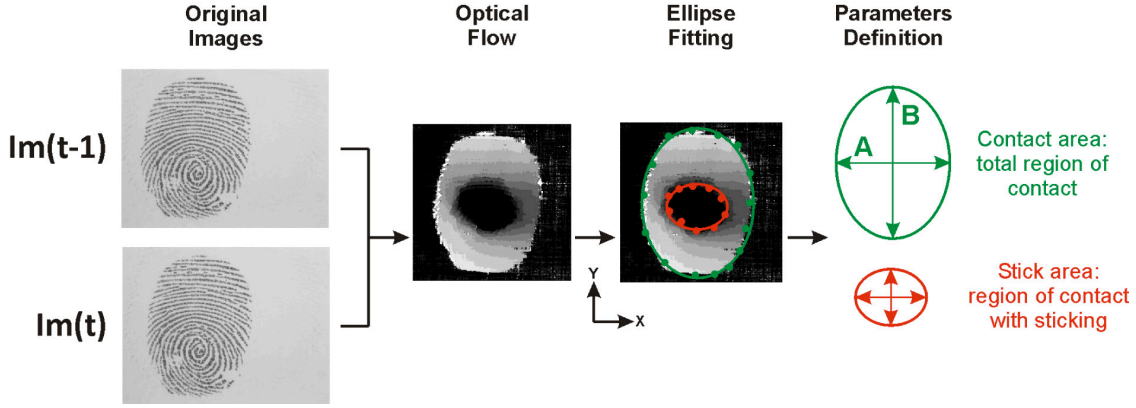 Original
Images
Optical
Flow
Ellipse
Fitting
Parameters
Definition
Im(t-1)
Im(t)
Y
X
A
B
Contact area:
total region of
contact
Stick area:
region of contact
with sticking